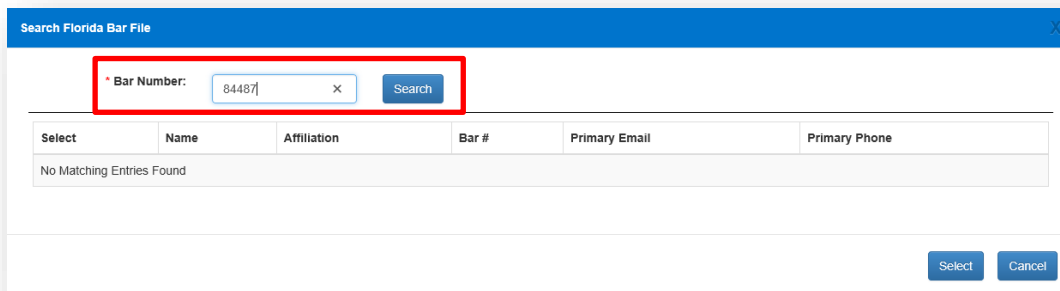 Search Florida Bar File X
* Bar Number: 84487 × Search
Select Name Affiliation Bar # Primary Email Primary Phone
No Matching Entries Found
Select Cancel